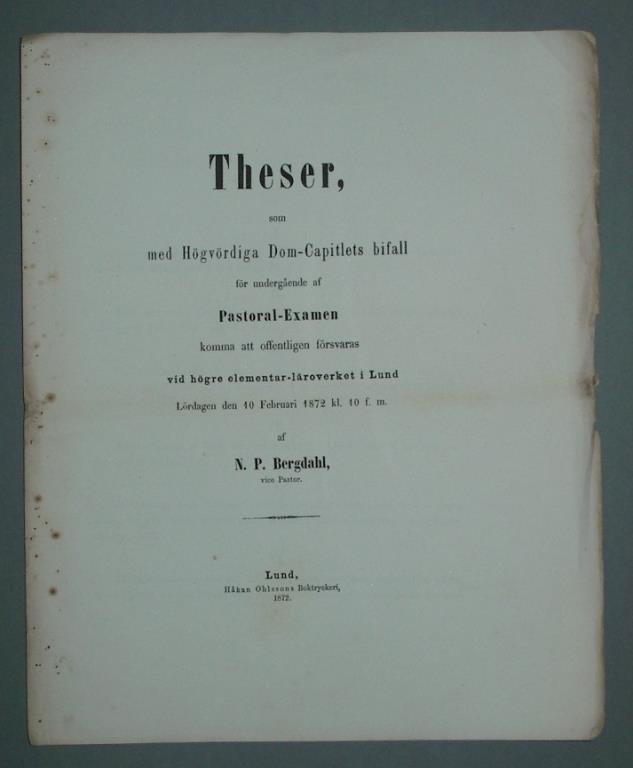 Theser,
som
med Högvördiga Dom-Capitlets bifall
för undergående af
Pastoral-Examen
komma att offentligen försvaras
vid högre elementar-läroverket i Lund
Lördagen den 10 Februari 1872 kl. 10 f. m.
af
N. P. Bergdahl,
vice Pastor.
Lund,
Håkan Ohlssons Boktryckeri,
1872.